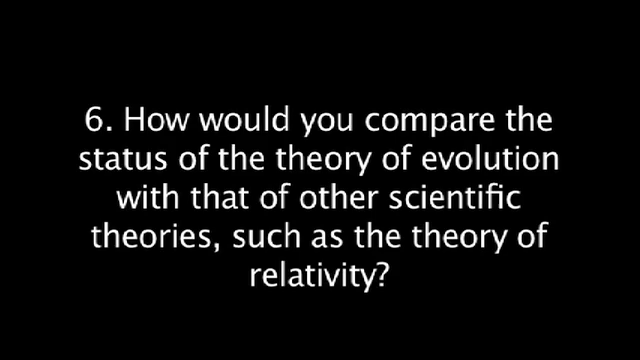 6. How would you compare the
status of the theory of evolution
with that of other scientific
theories, such as the theory of
relativity?